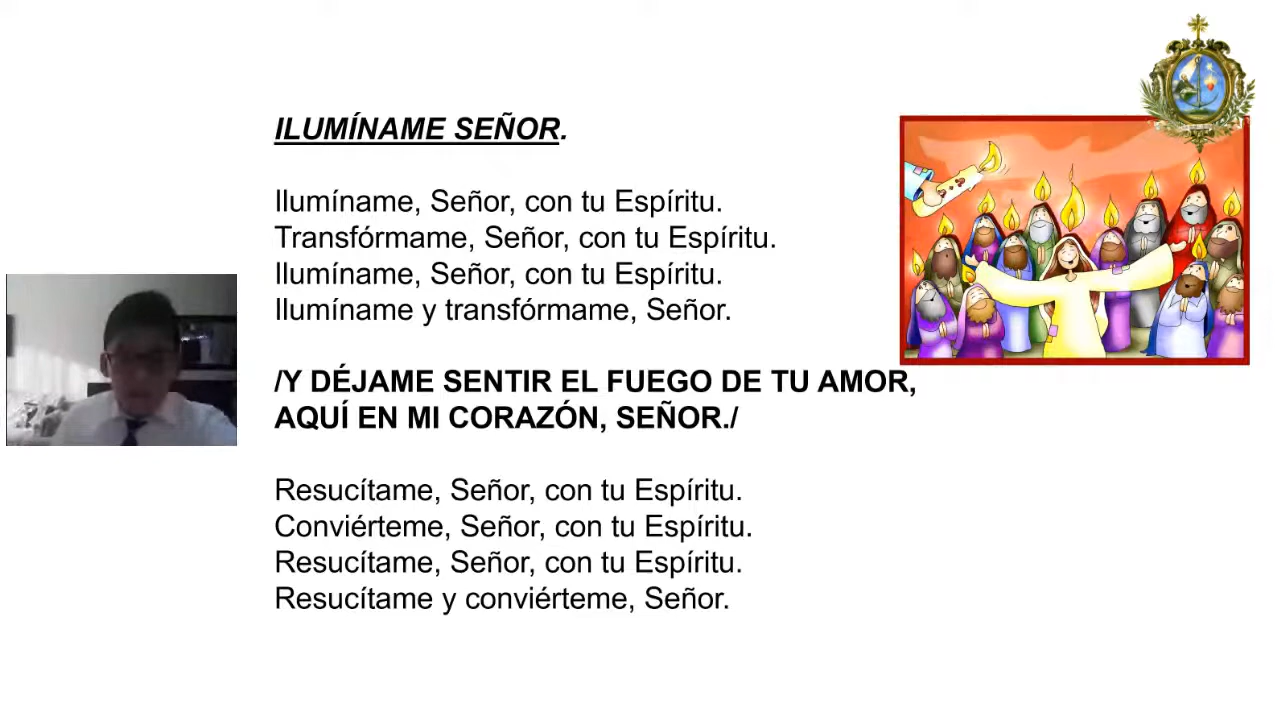 ILUMÍNAME SEÑOR.
Ilumíname, Señor, con tu Espíritu.
Transfórmame, Señor, con tu Espíritu.
Ilumíname, Señor, con tu Espíritu.
Ilumíname y transfórmame, Señor.
/Y DÉJAME SENTIR EL FUEGO DE TU AMOR,
AQUÍ EN MI CORAZÓN, SEÑOR./
Resucítame, Señor, con tu Espíritu.
Conviérteme, Señor, con tu Espíritu.
Resucítame, Señor, con tu Espíritu.
Resucítame y conviérteme, Señor.